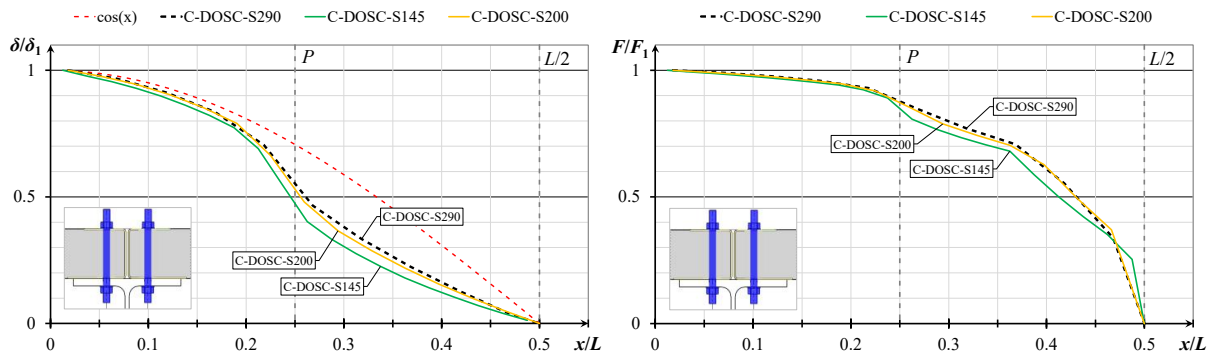 cos(x) C-DOSC-S290 C-DOSC-S145 C-DOSC-S200
δ/δ1
P
L/2
1
0.5
0
C-DOSC-S290
C-DOSC-S200
C-DOSC-S145
0 0.1 0.2 0.3 0.4 0.5 x/L
C-DOSC-S290 C-DOSC-S145 C-DOSC-S200
F/F1
P
L/2
1
0.5
0
C-DOSC-S290
C-DOSC-S200
C-DOSC-S145
0 0.1 0.2 0.3 0.4 0.5 x/L